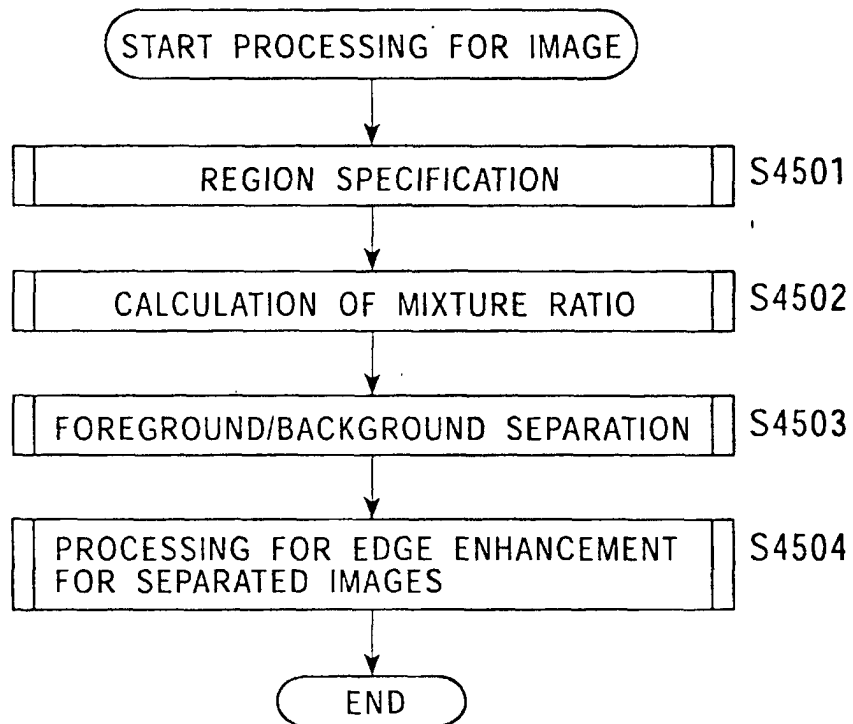 START PROCESSING FOR IMAGE
REGION SPECIFICATION
S4501
CALCULATION OF MIXTURE RATIO
S4502
FOREGROUND/BACKGROUND SEPARATION
S4503
PROCESSING FOR EDGE ENHANCEMENT
FOR SEPARATED IMAGES
S4504
END